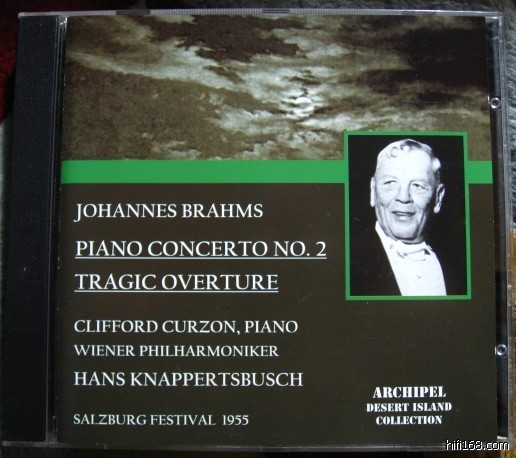 JOHANNES BRAHMS
PIANO CONCERTO NO. 2
TRAGIC OVERTURE
CLIFFORD CURZON, PIANO
WIENER PHILHARMONIKER
HANS KNAPPERTSBUSCH
SALZBURG FESTIVAL 1955
ARCHIPEL
DESERT ISLAND
COLLECTION
hifi168.com